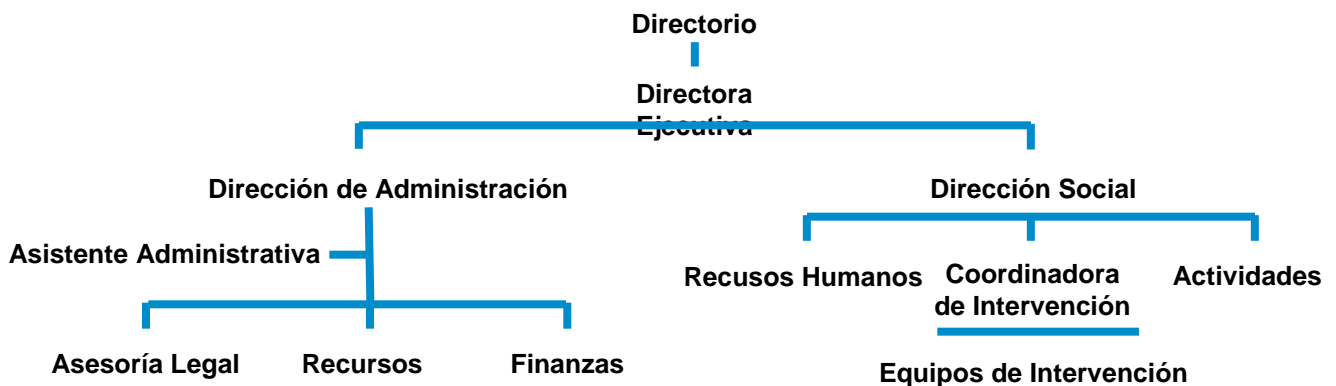 Directorio
Directora
Ejecutiva
Dirección de Administración
Dirección Social
Asistente Administrativa
Recusos Humanos
Coordinadora
de Intervención
Actividades
Asesoría Legal
Recursos
Finanzas
Equipos de Intervención